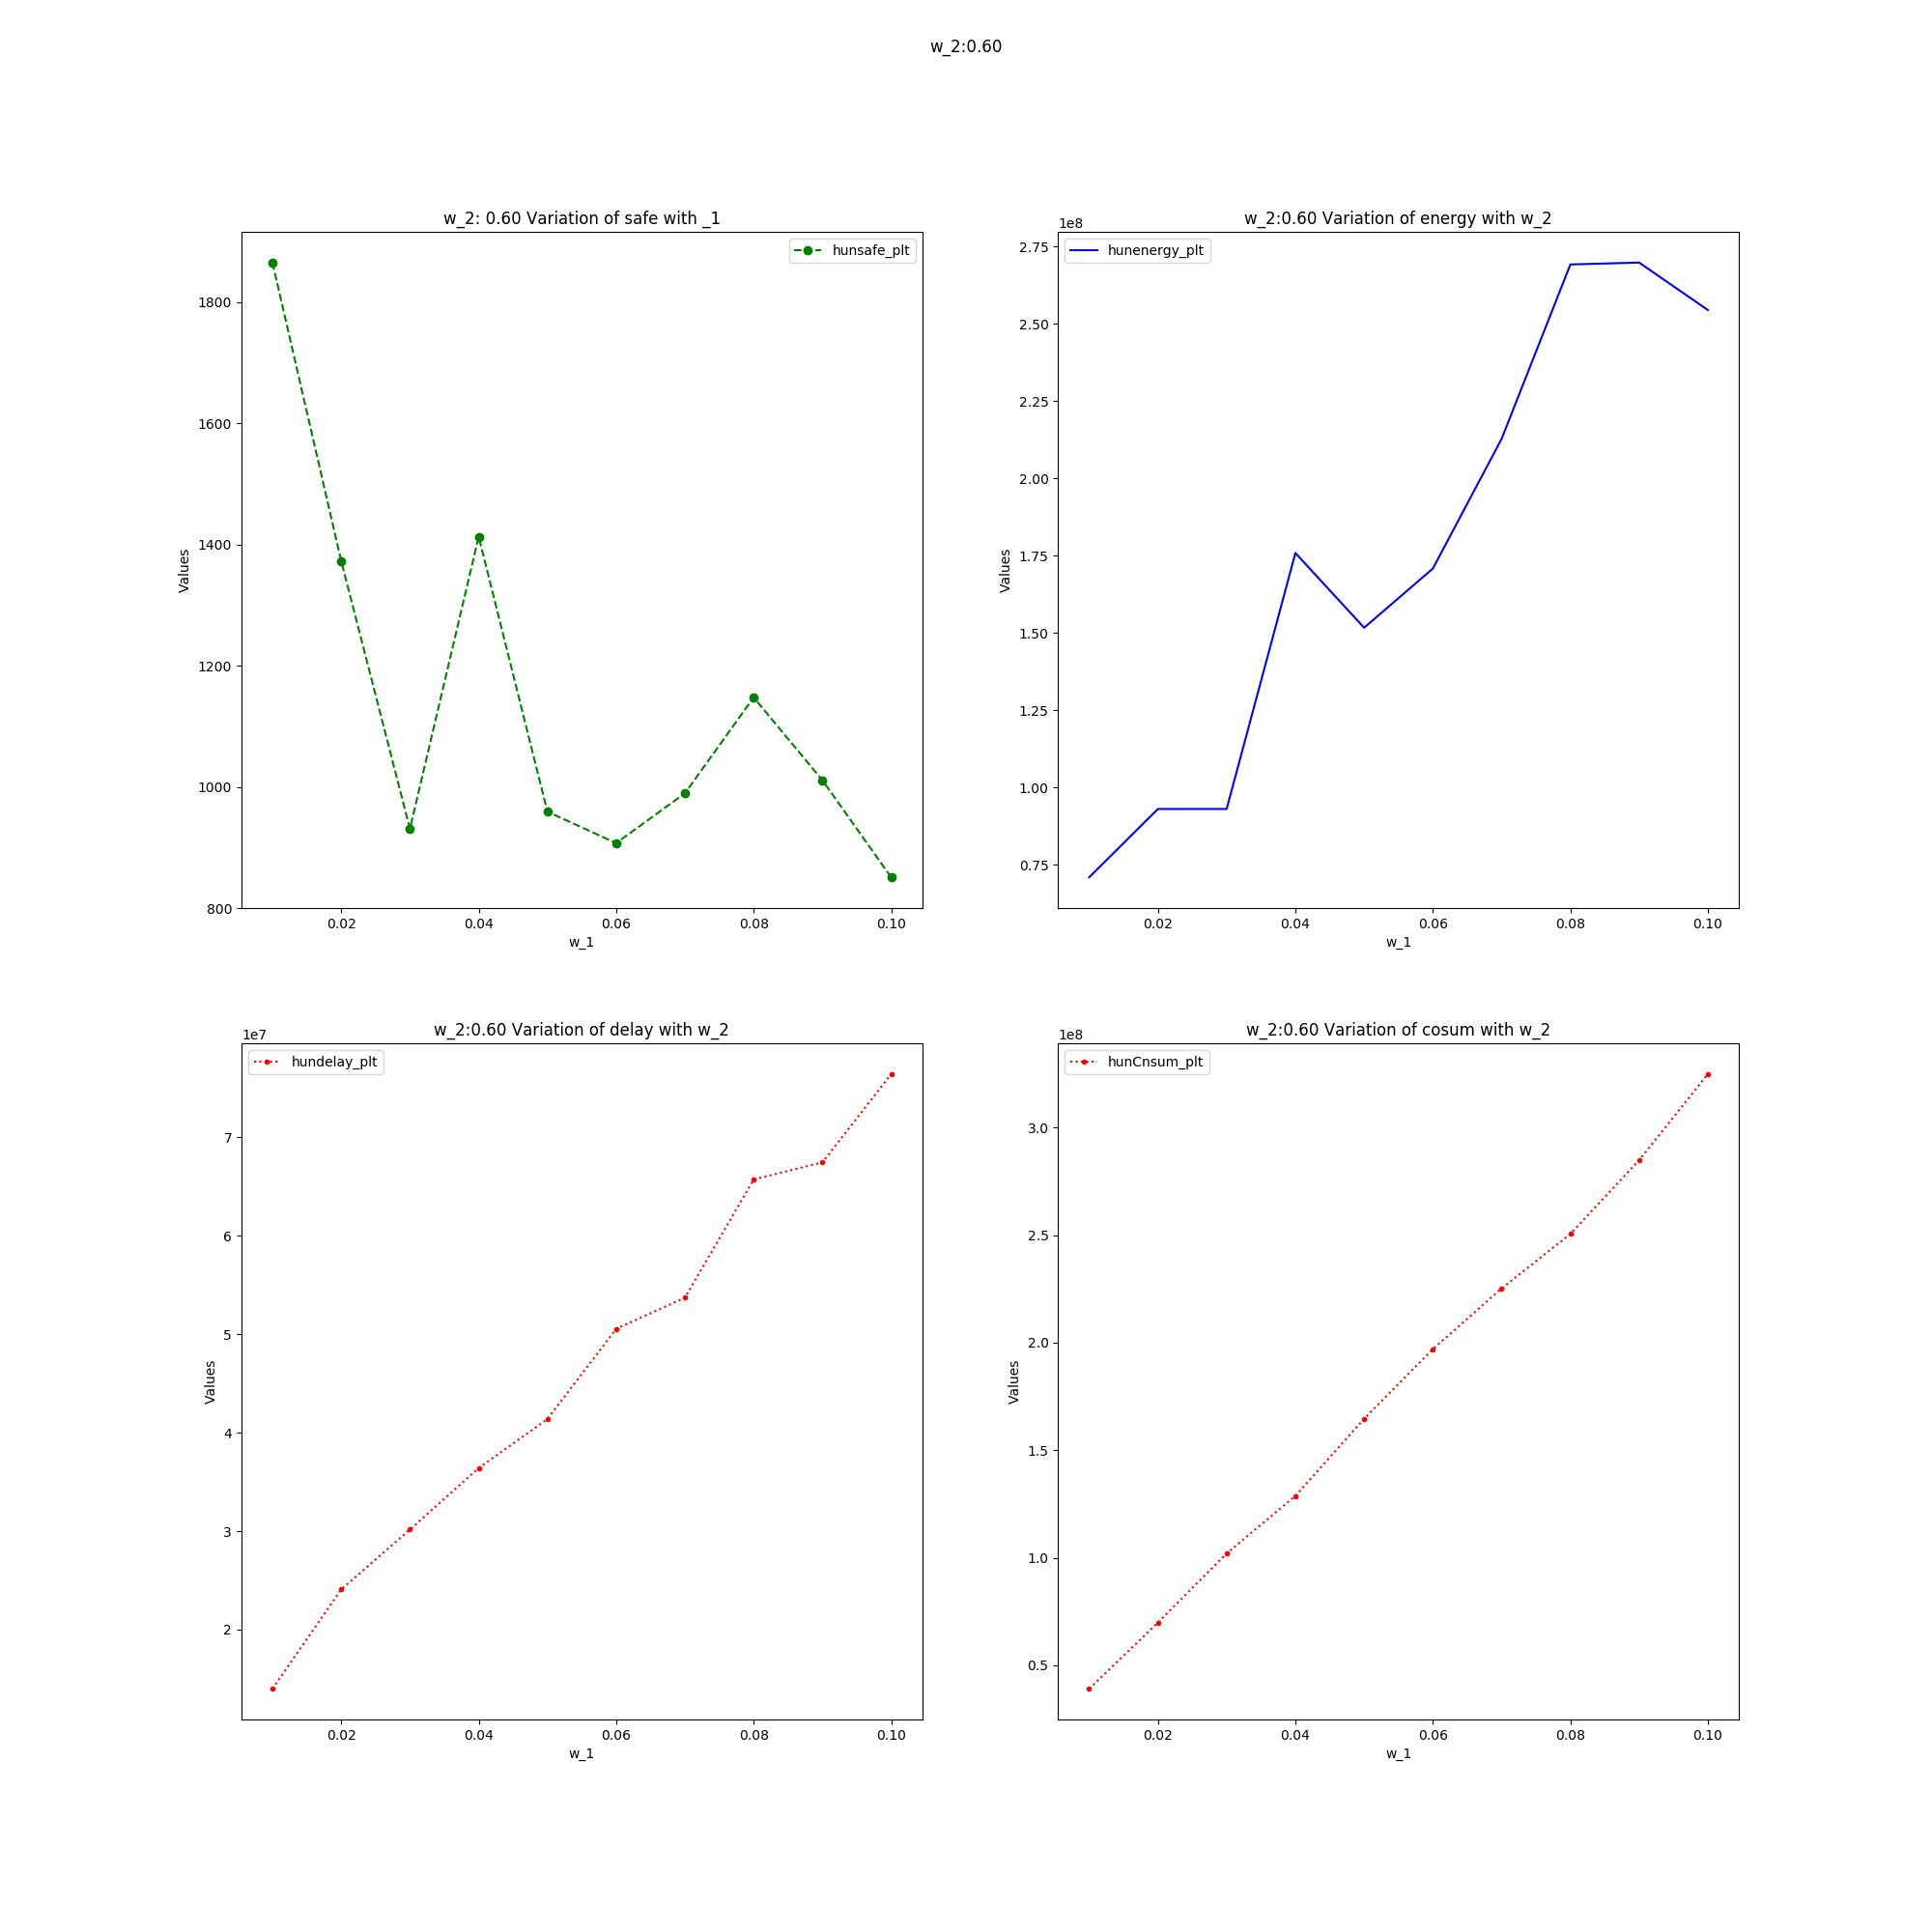 w_2:0.60
w_2: 0.60 Variation of safe with _1
hunsafe_plt
Values
1800
1600
1400
1200
1000
800
0.02 0.04 0.06 0.08 0.10
w_1
w_2:0.60 Variation of energy with w_2
1e8
hunenergy_plt
Values
2.75
2.50
2.25
2.00
1.75
1.50
1.25
1.00
0.75
0.02 0.04 0.06 0.08 0.10
w_1
w_2:0.60 Variation of delay with w_2
1e7
hundelay_plt
Values
7
6
5
4
3
2
0.02 0.04 0.06 0.08 0.10
w_1
w_2:0.60 Variation of cosum with w_2
1e8
hunCnsum_plt
Values
3.0
2.5
2.0
1.5
1.0
0.5
0.02 0.04 0.06 0.08 0.10
w_1